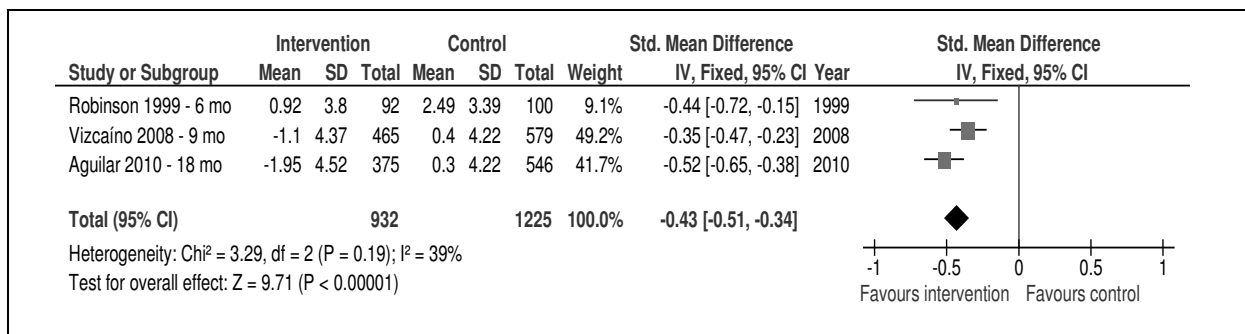 Intervention Control Std. Mean Difference Std. Mean Difference
Study or Subgroup Mean SD Total Mean SD Total Weight IV, Fixed, 95% CI Year IV, Fixed, 95% CI
Robinson 1999 - 6 mo 0.92 3.8 92 2.49 3.39 100 9.1% -0.44 [-0.72, -0.15] 1999
Vizcaíno 2008 - 9 mo -1.1 4.37 465 0.4 4.22 579 49.2% -0.35 [-0.47, -0.23] 2008
Aguilar 2010 - 18 mo -1.95 4.52 375 0.3 4.22 546 41.7% -0.52 [-0.65, -0.38] 2010
Total (95% CI) 932 1225 100.0% -0.43 [-0.51, -0.34]
Heterogeneity: Chi² = 3.29, df = 2 (P = 0.19); I² = 39%
Test for overall effect: Z = 9.71 (P < 0.00001)
-1 -0.5 0 0.5 1
Favours intervention Favours control